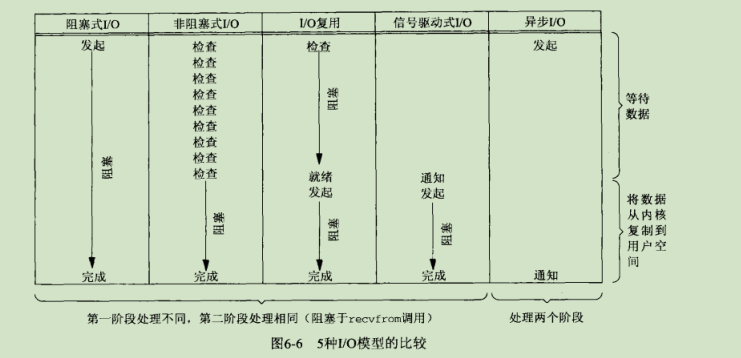 阻塞式I/O 非阻塞式I/O I/O复用 信号驱动式I/O 异步I/O
发起 检查 检查 发起
检查
检查
检查
检查
检查
检查
检查
检查
阻塞
阻塞
等待
数据
就绪 通知
发起 发起
阻塞 阻塞 阻塞
将数据
从内核
复制到
用户空
间
完成 完成 完成 完成 通知
第一阶段处理不同，第二阶段处理相同（阻塞于recvfrom调用） 处理两个阶段
图6-6 5种I/O模型的比较